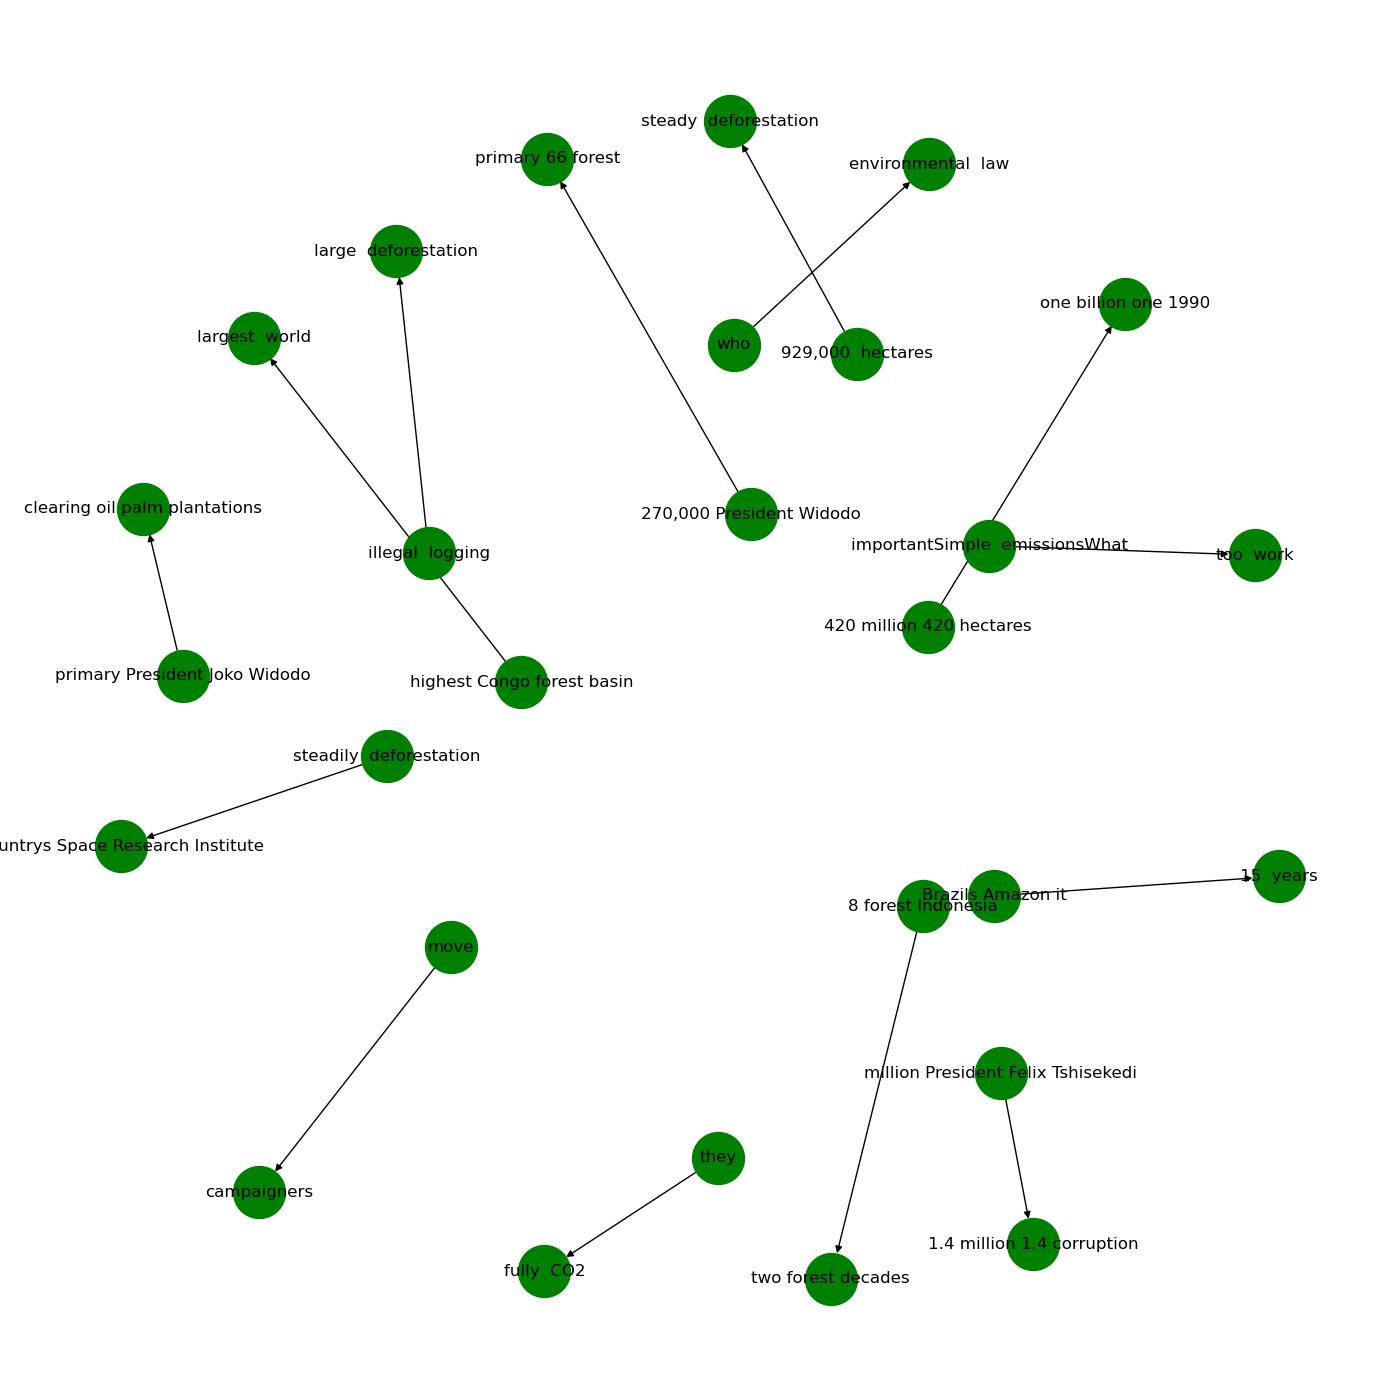 steady  deforestation
primary 66 forest
environmental  law
large  deforestation
one billion one 1990
largest  world
who
929,000  hectares
clearing oil palm plantations
270,000 President Widodo
importantSimple  emissionsWhat
illegal  logging
too  work
420 million 420 hectares
primary President Joko Widodo
highest Congo forest basin
steadily  deforestation
untrys Space Research Institute
15  years
Brazils Amazon it
8 forest Indonesia
move
million President Felix Tshisekedi
they
campaigners
1.4 million 1.4 corruption
fully  CO2
two forest decades